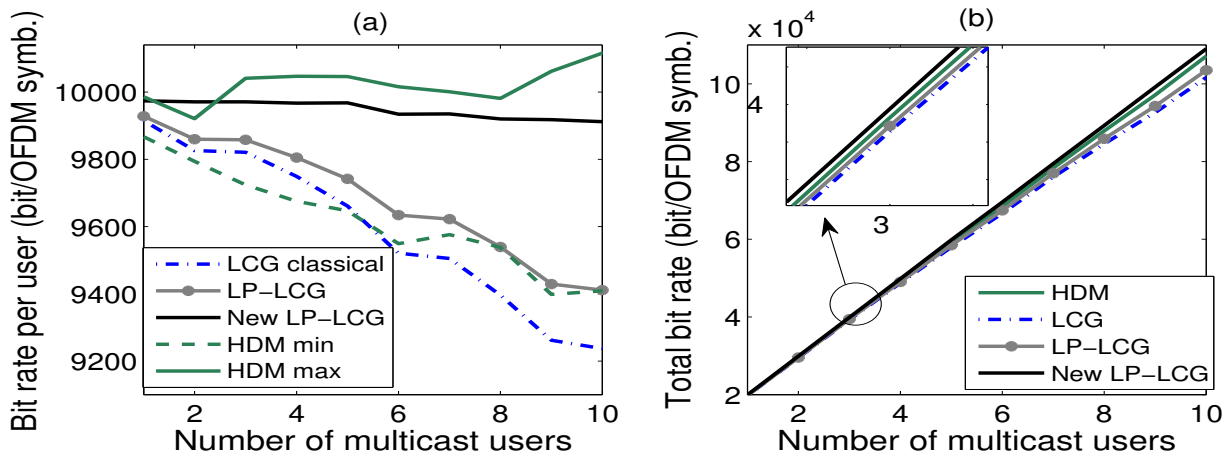 (a)
Bit rate per user (bit/OFDM symb.)
10000
9800
9600
9400
9200
LCG classical
LP−LCG
New LP−LCG
HDM min
HDM max
2 4 6 8 10
Number of multicast users
(b)
x 10^4
Total bit rate (bit/OFDM symb.)
10
8
6
4
2
4
3
HDM
LCG
LP−LCG
New LP−LCG
2 4 6 8 10
Number of multicast users